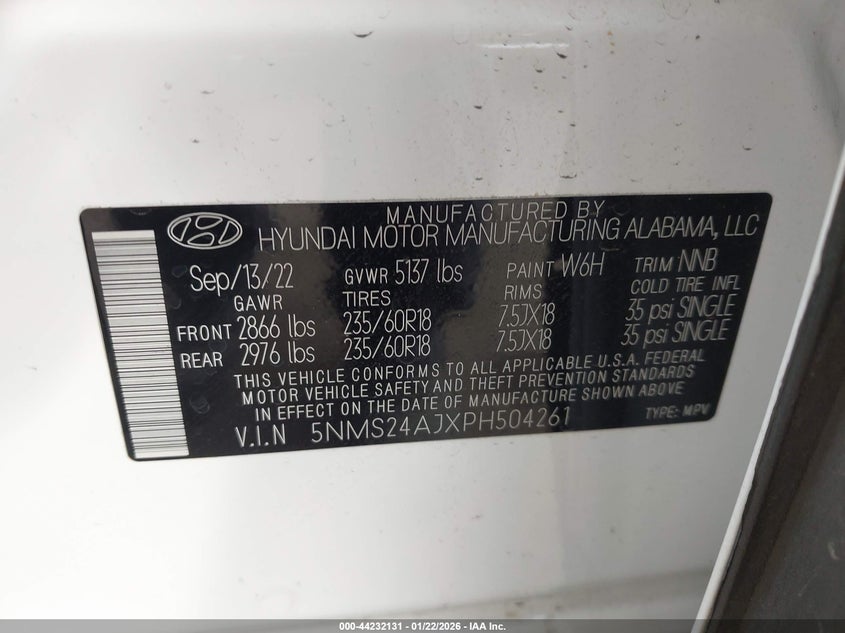 MANUFACTURED BY
HYUNDAI MOTOR MANUFACTURING ALABAMA, LLC
Sep/13/22 GVWR 5137 lbs PAINT W6H TRIM NNB
GAWR TIRES RIMS COLD TIRE INFL
FRONT 2866 lbs 235/60R18 7.5JX18 35 psi SINGLE
REAR 2976 lbs 235/60R18 7.5JX18 35 psi SINGLE
THIS VEHICLE CONFORMS TO ALL APPLICABLE U.S.A. FEDERAL
MOTOR VEHICLE SAFETY AND THEFT PREVENTION STANDARDS
IN EFFECT ON THE DATE OF MANUFACTURE SHOWN ABOVE.
V.I.N 5NMS24AJXPH504261 TYPE: MPV
000-44232131 - 01/22/2026 - IAA Inc.